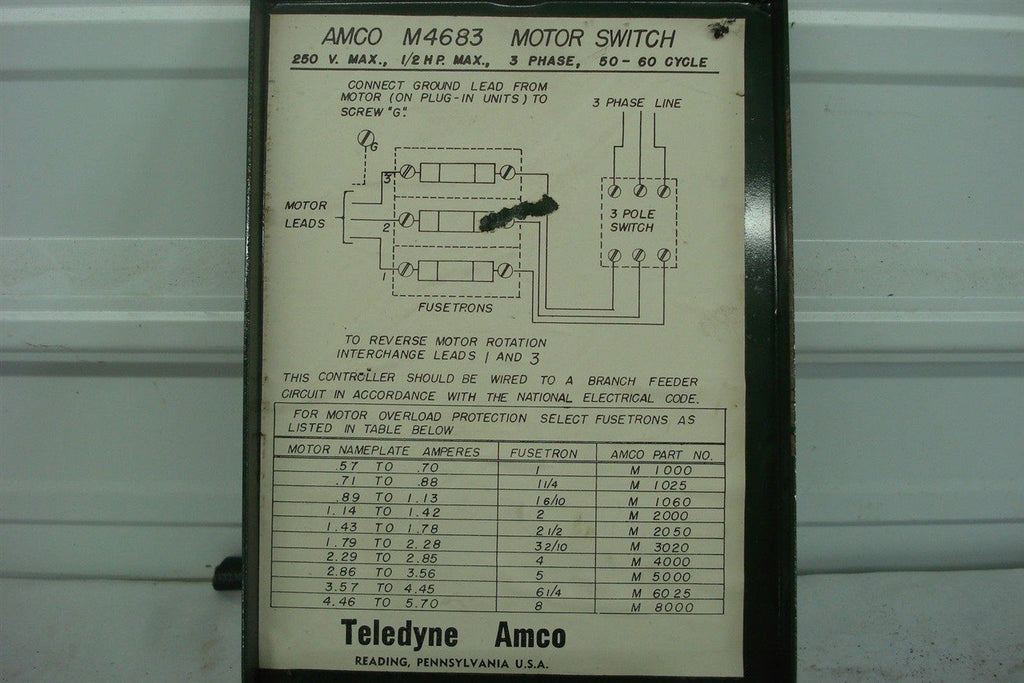 AMCO M4683 MOTOR SWITCH
250 V. MAX., 1/2 H.P. MAX., 3 PHASE, 50-60 CYCLE
CONNECT GROUND LEAD FROM
MOTOR (ON PLUG-IN UNITS) TO
SCREW "G".
3 PHASE LINE
G
3
MOTOR
LEADS
2
3 POLE
SWITCH
1
FUSETRONS
TO REVERSE MOTOR ROTATION
INTERCHANGE LEADS 1 AND 3
THIS CONTROLLER SHOULD BE WIRED TO A BRANCH FEEDER
CIRCUIT IN ACCORDANCE WITH THE NATIONAL ELECTRICAL CODE.
FOR MOTOR OVERLOAD PROTECTION SELECT FUSETRONS AS
LISTED IN TABLE BELOW
MOTOR NAMEPLATE AMPERES FUSETRON AMCO PART NO.
.57 TO .70 1 M 1000
.71 TO .88 1 1/4 M 1025
.89 TO 1.13 1 6/10 M 1060
1.14 TO 1.42 2 M 2000
1.43 TO 1.78 2 1/2 M 2050
1.79 TO 2.28 3 2/10 M 3020
2.29 TO 2.85 4 M 4000
2.86 TO 3.56 5 M 5000
3.57 TO 4.45 6 1/4 M 6025
4.46 TO 5.70 8 M 8000
Teledyne Amco
READING, PENNSYLVANIA U.S.A.